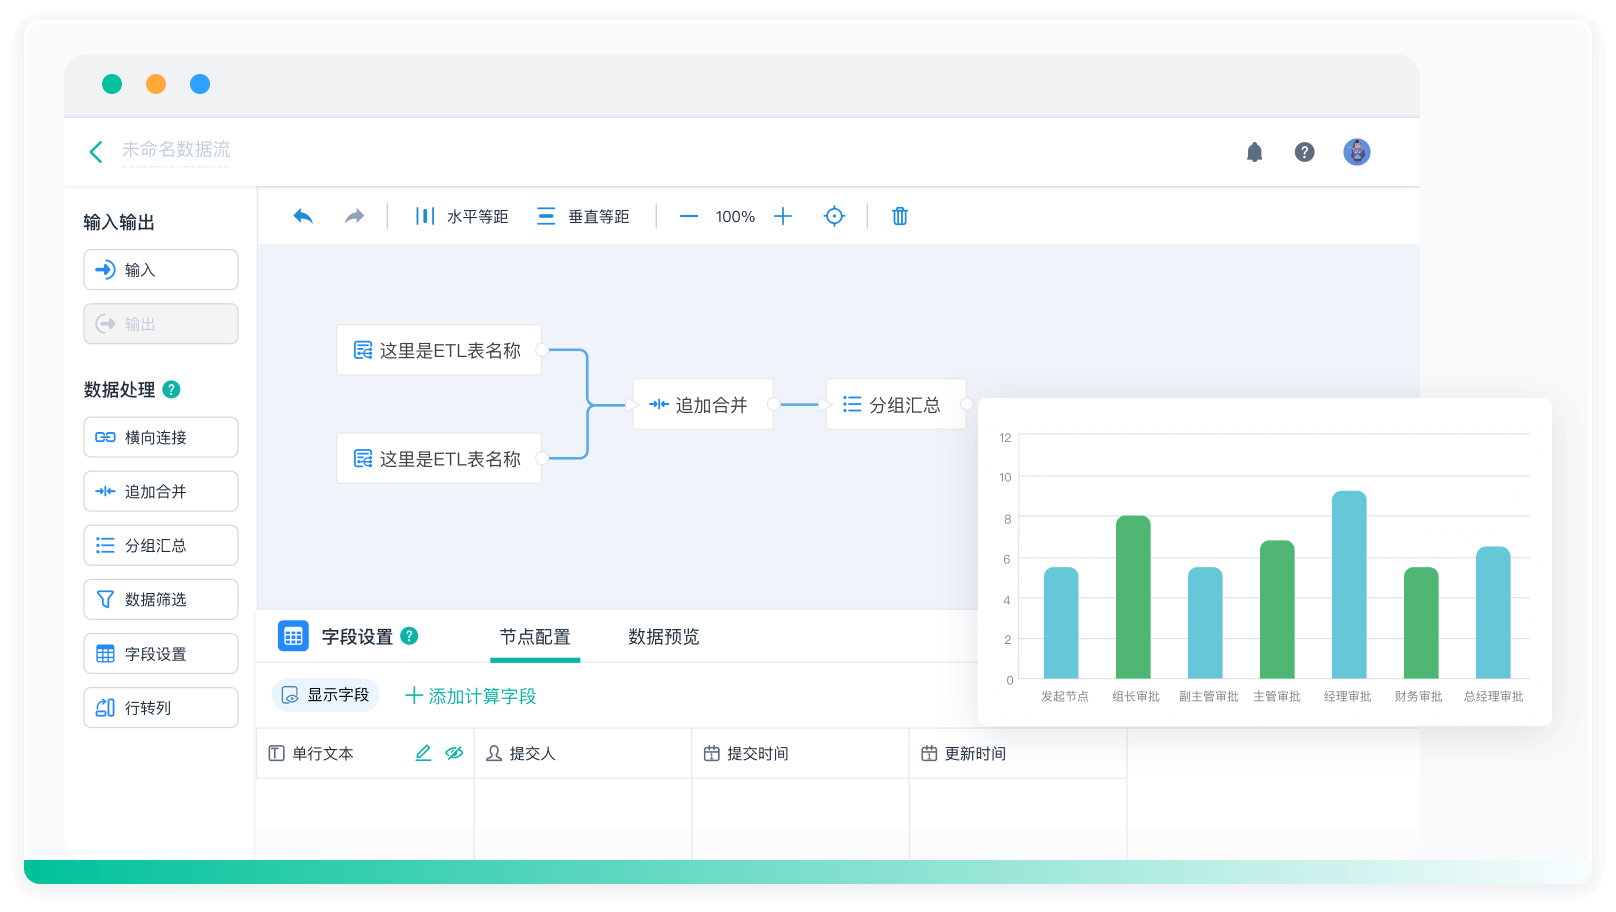 未命名数据流
输入输出
输入
输出
数据处理
横向连接
追加合并
分组汇总
数据筛选
字段设置
行转列
水平等距 垂直等距 100%
这里是ETL表名称
追加合并 分组汇总
这里是ETL表名称
字段设置 节点配置 数据预览
显示字段 添加计算字段
单行文本 提交人 提交时间 更新时间
12
10
8
6
4
2
0
发起节点 组长审批 副主管审批 主管审批 经理审批 财务审批 总经理审批